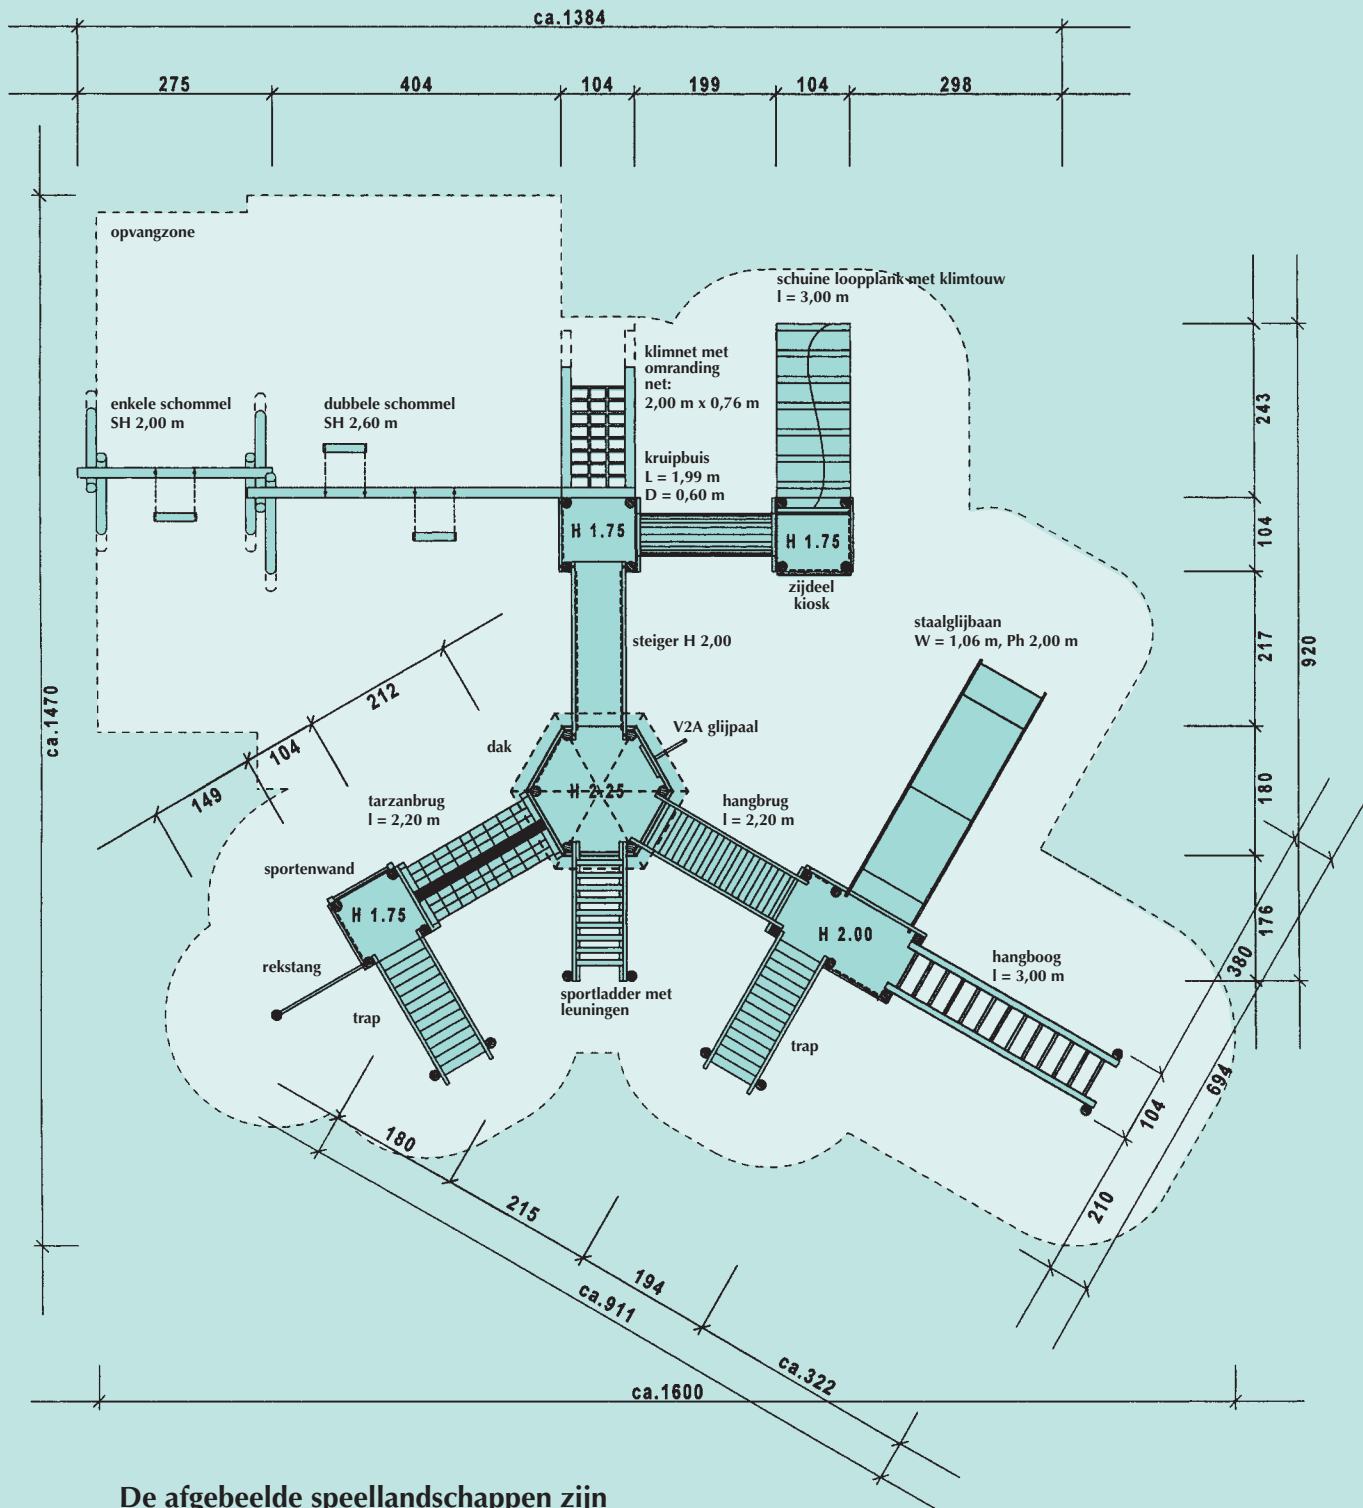 ca.1384
275
404
104
199
104
298
opvangzone
schuine loopplank met klimtouw
l = 3,00 m
klimnet met
omranding
net:
2,00 m x 0,76 m
enkele schommel
SH 2,00 m
dubbele schommel
SH 2,60 m
243
kruipbuis
L = 1,99 m
D = 0,60 m
H 1.75
H 1.75
104
zijdeel
kiosk
staalglijbaan
W = 1,06 m, Ph 2,00 m
steiger H 2,00
217
920
ca.1470
212
104
149
dak
V2A glijpaal
H 2.25
180
tarzanbrug
l = 2,20 m
hangbrug
l = 2,20 m
sportenwand
H 1.75
H 2.00
176
380
rekstang
hangboog
l = 3,00 m
sportladder met
leuningen
trap
trap
694
104
180
210
215
194
ca.911
ca.322
ca.1600
De afgebeelde speellandschappen zijn